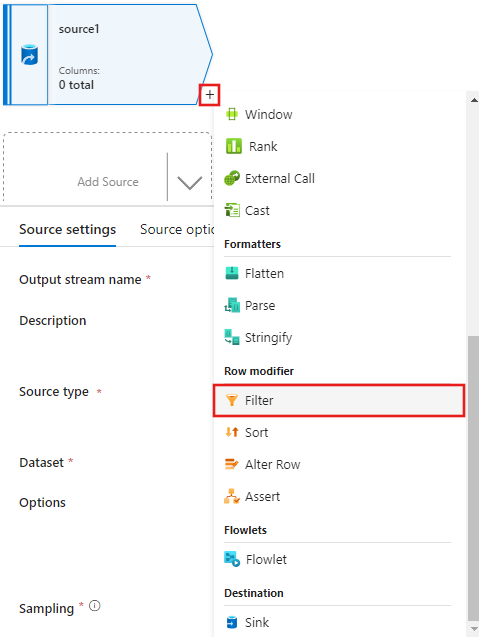 source1
Columns:
0 total
+
Add Source
Source settings
Source optic
Output stream name *
Description
Source type *
Dataset *
Options
Sampling *
Window
Rank
External Call
Cast
Formatters
Flatten
Parse
Stringify
Row modifier
Filter
Sort
Alter Row
Assert
Flowlets
Flowlet
Destination
Sink